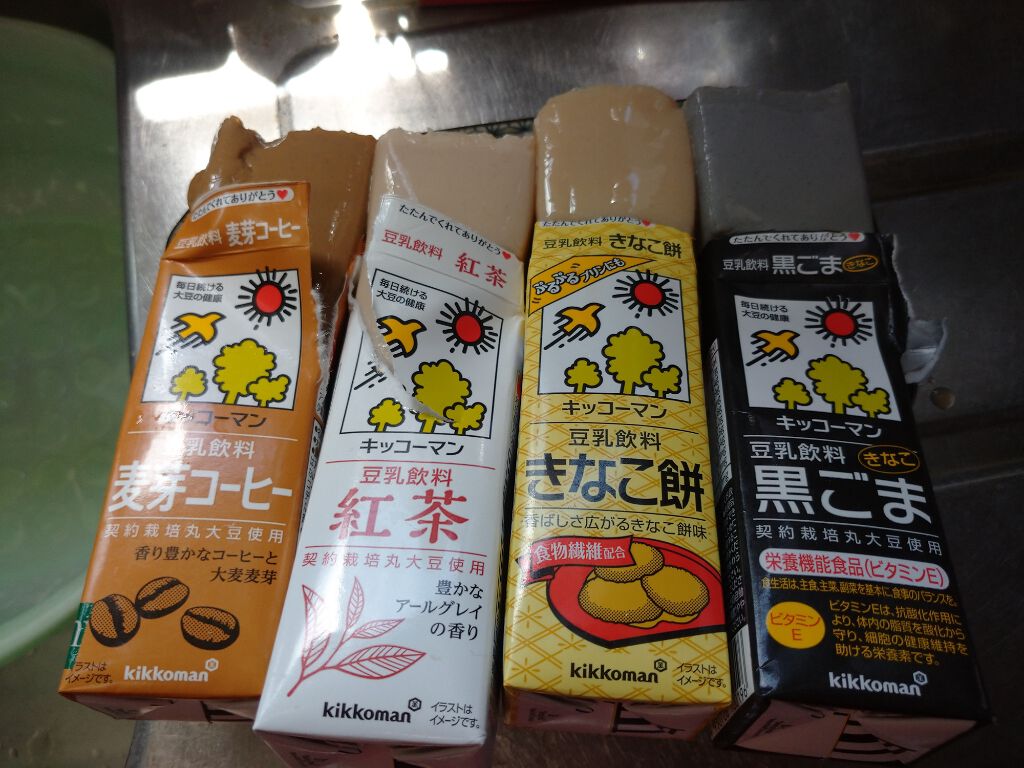 たたんでくれてありがとう♥
豆乳飲料 麦芽コーヒー
毎日続ける
大豆の健康
キッコーマン
豆乳飲料
麦芽コーヒー
契約栽培丸大豆使用
香り豊かなコーヒーと
大麦麦芽
kikkoman
イラストは
イメージです。
たたんでくれてありがとう♥
豆乳飲料 紅茶
毎日続ける
大豆の健康
キッコーマン
豆乳飲料
紅茶
契約栽培丸大豆使用
豊かな
アールグレイ
の香り
kikkoman
イラストは
イメージです。
たたんでくれてありがとう♥
豆乳飲料 きなこ餅
ぷるぷるプリンにも
キッコーマン
豆乳飲料
きなこ餅
香ばしさ広がるきなこ餅味
食物繊維配合
kikkoman
イラストは
イメージです。
たたんでくれてありがとう♥
豆乳飲料 黒ごま きなこ
毎日続ける
大豆の健康
キッコーマン
豆乳飲料 きなこ
黒ごま
契約栽培丸大豆使用
栄養機能食品(ビタミンE)
食生活は、主食、主菜、副菜を基本に、食事のバランスを。
ビタミン
E
ビタミンEは、抗酸化作用に
より、体内の脂質を酸化から
守り、細胞の健康維持を
助ける栄養素です。
kikkoman